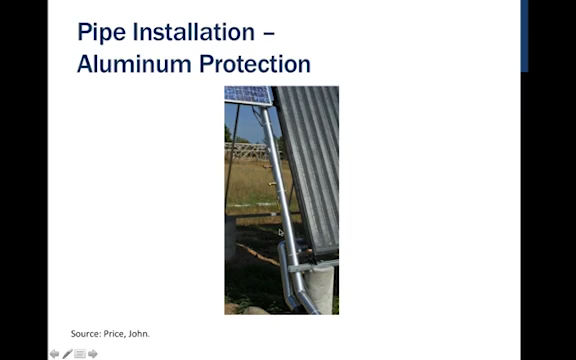 Pipe Installation –
Aluminum Protection
Source: Price, John.